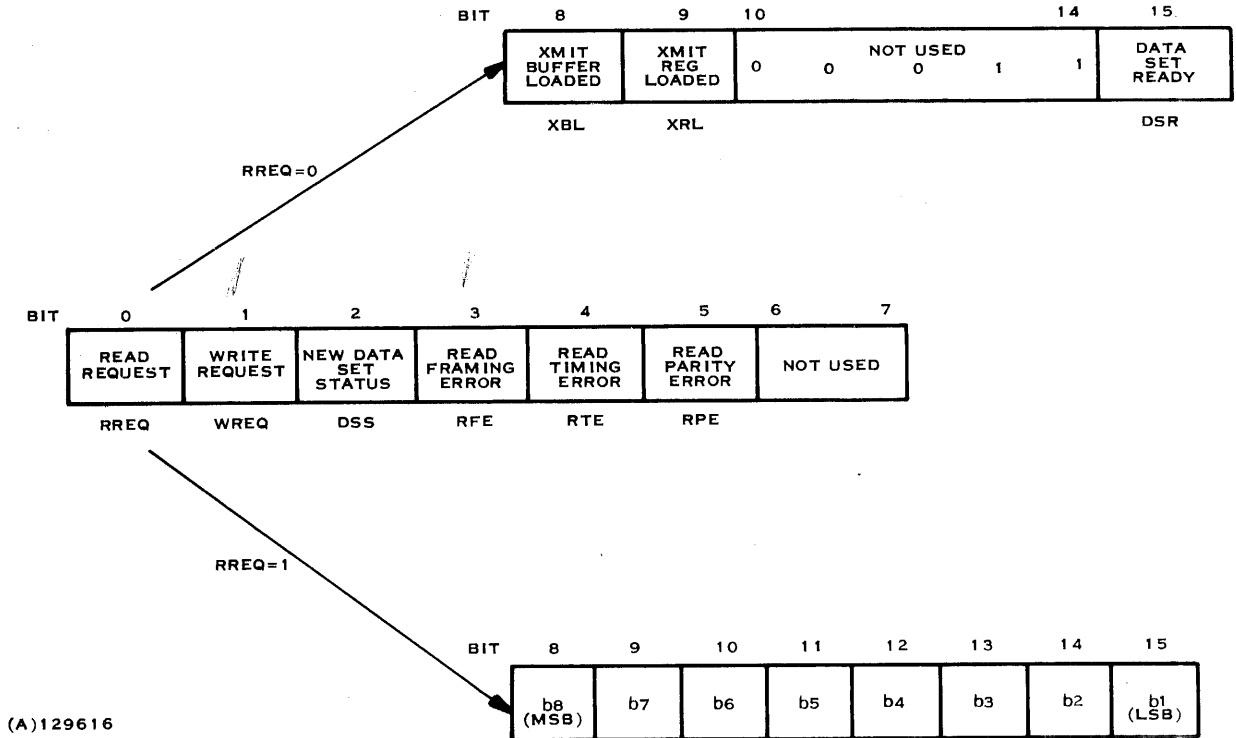 BIT 8 9 10 14 15
XMIT BUFFER LOADED
XMIT REG LOADED
NOT USED
0 0 0 1 1
DATA SET READY
XBL XRL DSR
RREQ=0
BIT 0 1 2 3 4 5 6 7
READ REQUEST
WRITE REQUEST
NEW DATA SET STATUS
READ FRAMING ERROR
READ TIMING ERROR
READ PARITY ERROR
NOT USED
RREQ WREQ DSS RFE RTE RPE
RREQ=1
BIT 8 9 10 11 12 13 14 15
b8 (MSB)
b7
b6
b5
b4
b3
b2
b1 (LSB)
(A)129616